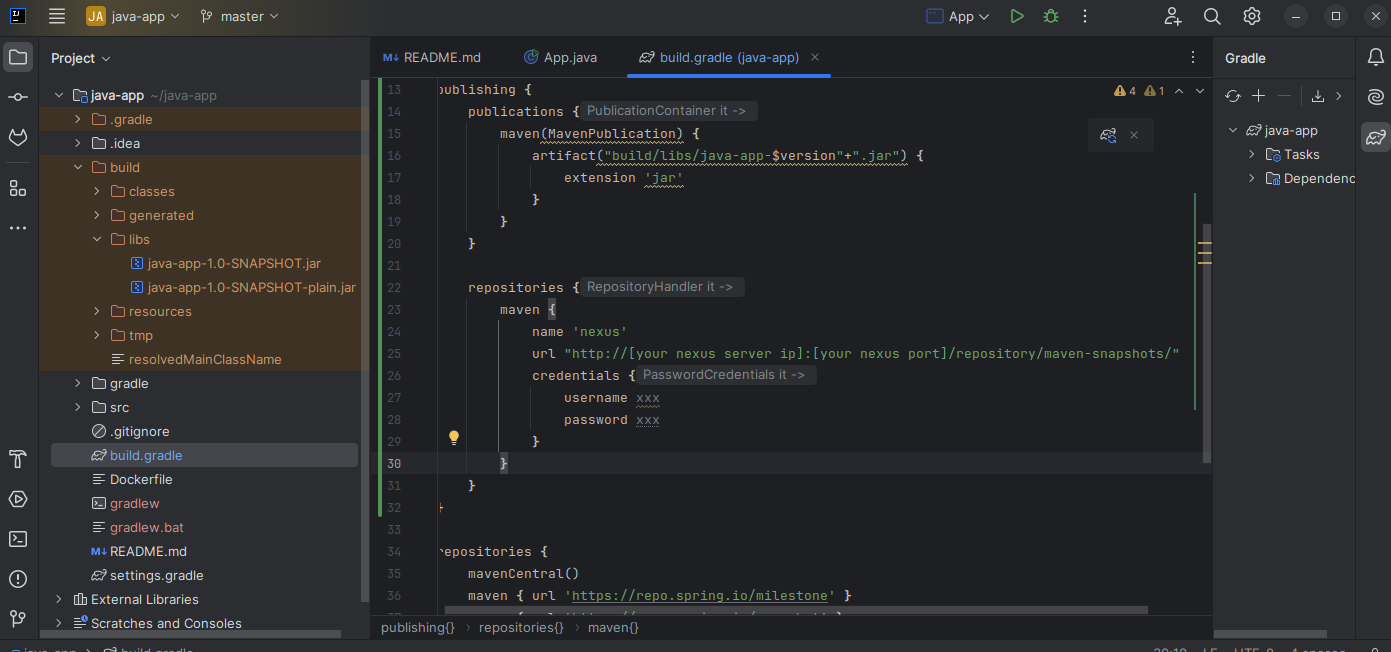 JA java-app master App
Project
java-app ~/java-app
.gradle
.idea
build
classes
generated
libs
java-app-1.0-SNAPSHOT.jar
java-app-1.0-SNAPSHOT-plain.jar
resources
tmp
resolvedMainClassName
gradle
src
.gitignore
build.gradle
Dockerfile
gradlew
gradlew.bat
README.md
settings.gradle
External Libraries
Scratches and Consoles
README.md App.java build.gradle (java-app)
4 1
13 publishing {
14 publications { PublicationContainer it ->
15 maven(MavenPublication) {
16 artifact("build/libs/java-app-$version"+".jar") {
17 extension 'jar'
18 }
19 }
20 }
21
22 repositories { RepositoryHandler it ->
23 maven {
24 name 'nexus'
25 url "http://[your nexus server ip]:[your nexus port]/repository/maven-snapshots/"
26 credentials { PasswordCredentials it ->
27 username xxx
28 password xxx
29 }
30 }
31 }
32 }
33
34 repositories {
35 mavenCentral()
36 maven { url 'https://repo.spring.io/milestone' }
publishing{} › repositories{} › maven{}
Gradle
java-app
Tasks
Dependenc
java-app › build.gradle